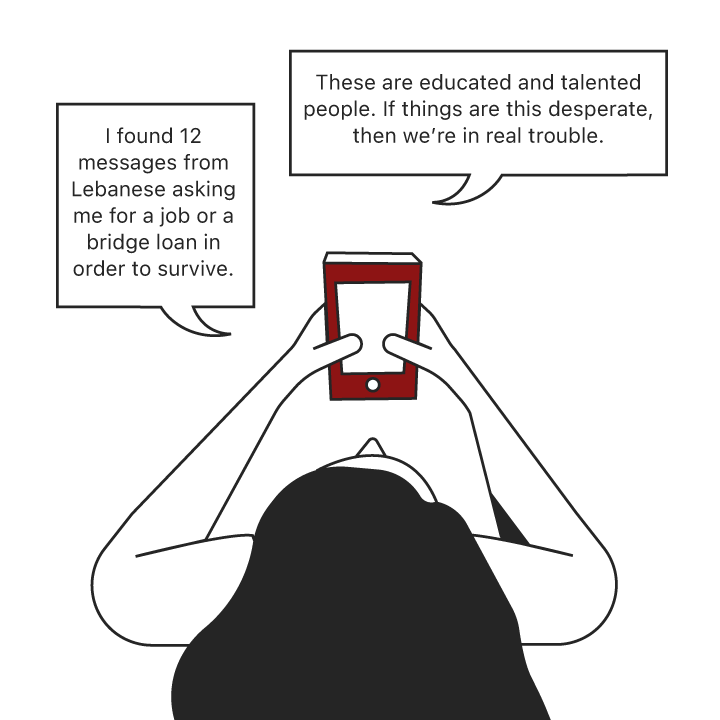 I found 12
messages from
Lebanese asking
me for a job or a
bridge loan in
order to survive.
These are educated and talented
people. If things are this desperate,
then we’re in real trouble.